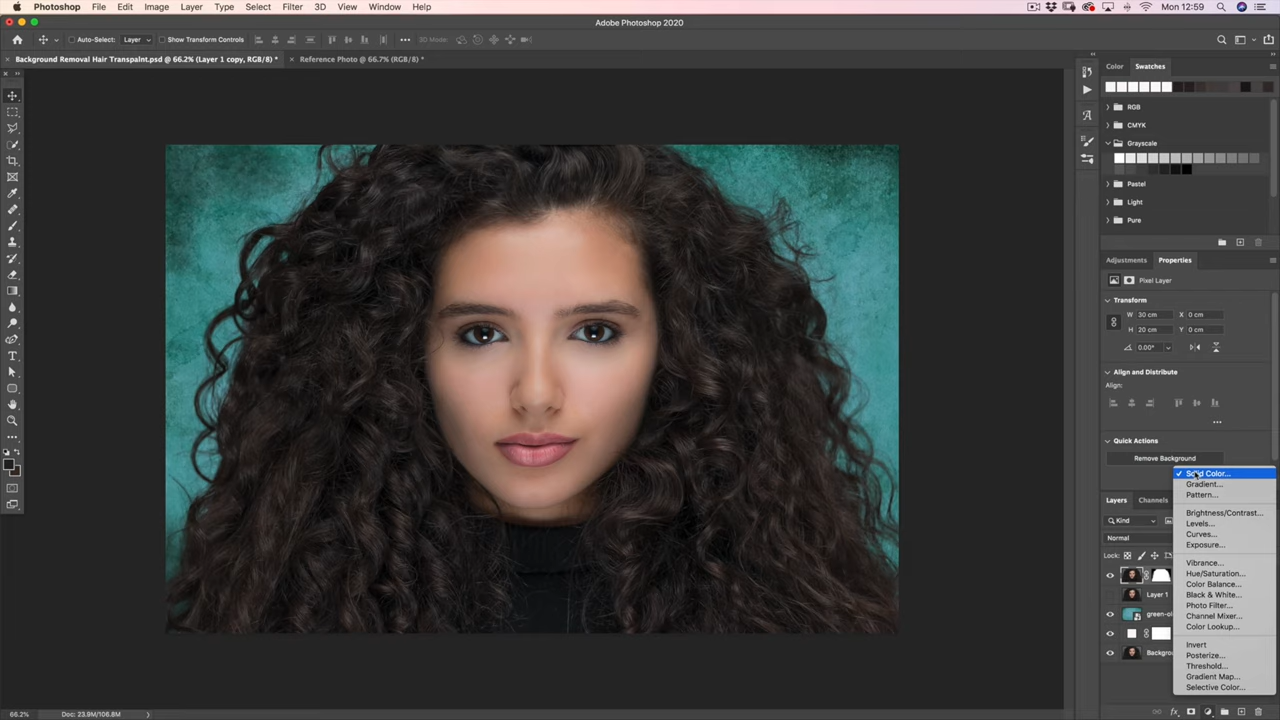 Photoshop File Edit Image Layer Type Select Filter 3D View Window Help Mon 12:59
Adobe Photoshop 2020
Auto-Select: Layer Show Transform Controls 3D Mode:
Background Removal Hair Transpaint.psd @ 66.2% (Layer 1 copy, RGB/8) * Reference Photo @ 66.7% (RGB/8) *
Color Swatches
RGB
CMYK
Grayscale
Pastel
Light
Pure
Adjustments Properties
Pixel Layer
Transform
W 30 cm X 0 cm
H 20 cm Y 0 cm
0.00°
Align and Distribute
Align:
Quick Actions
Remove Background
Solid Color...
Gradient...
Pattern...
Brightness/Contrast...
Levels...
Curves...
Exposure...
Vibrance...
Hue/Saturation...
Color Balance...
Black & White...
Photo Filter...
Channel Mixer...
Color Lookup...
Invert
Posterize...
Threshold...
Gradient Map...
Selective Color...
Layers Channels
Kind
Normal
Lock:
Layer 1
green-ol
Backgro
66.2% Doc: 23.9M/106.8M